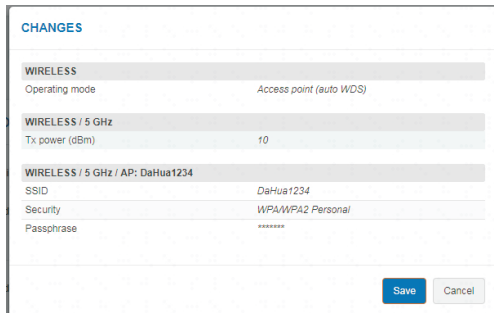 CHANGES
WIRELESS
Operating mode Access point (auto WDS)
WIRELESS / 5 GHz
Tx power (dBm) 10
WIRELESS / 5 GHz / AP: DaHua1234
SSID DaHua1234
Security WPA/WPA2 Personal
Passphrase *******
Save Cancel